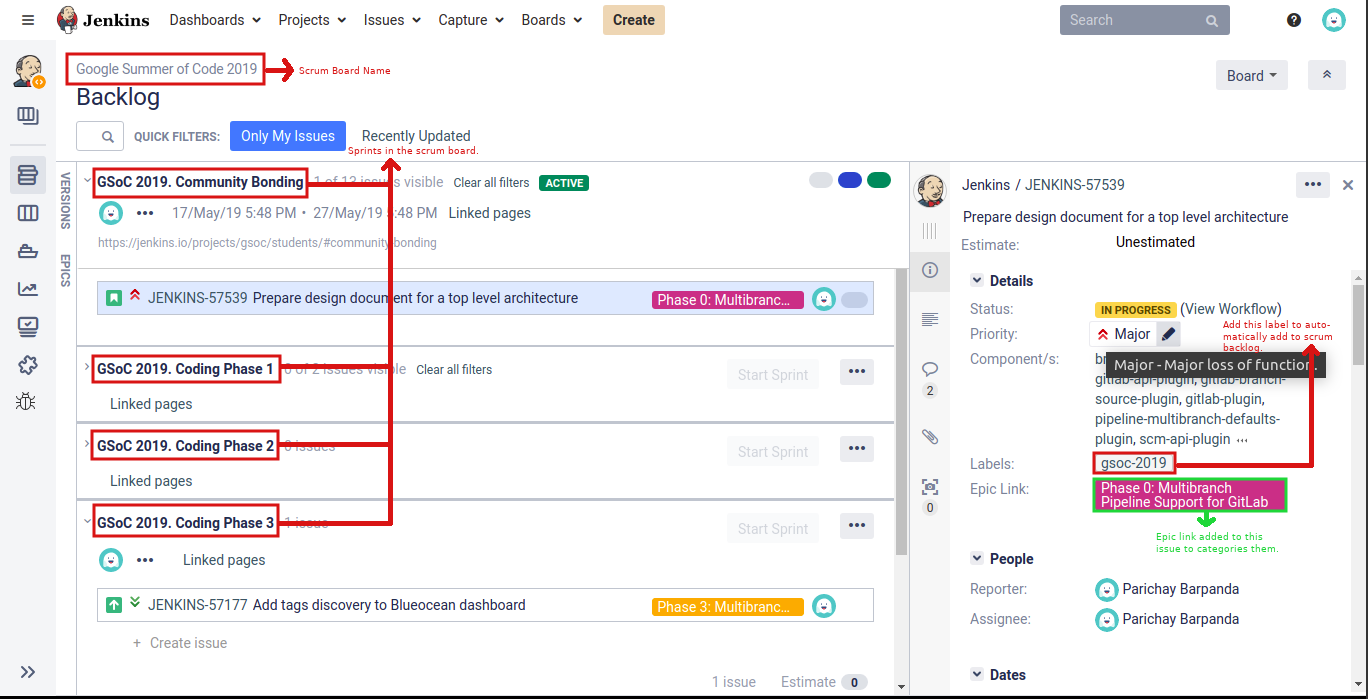 Jenkins Dashboards Projects Issues Capture Boards Create Search
Google Summer of Code 2019 Scrum Board Name
Backlog
Board
QUICK FILTERS: Only My Issues Recently Updated
Sprints in the scrum board.
VERSIONS
EPICS
GSoC 2019. Community Bonding 1 of 13 issues visible Clear all filters ACTIVE
17/May/19 5:48 PM • 27/May/19 5:48 PM Linked pages
https://jenkins.io/projects/gsoc/students/#community-bonding
JENKINS-57539 Prepare design document for a top level architecture Phase 0: Multibranc...
GSoC 2019. Coding Phase 1 0 of 2 issues visible Clear all filters Start Sprint
Linked pages
GSoC 2019. Coding Phase 2 0 issues Start Sprint
Linked pages
GSoC 2019. Coding Phase 3 1 issue Start Sprint
Linked pages
JENKINS-57177 Add tags discovery to Blueocean dashboard Phase 3: Multibranc...
+ Create issue
1 issue Estimate 0
2
0
Jenkins / JENKINS-57539
Prepare design document for a top level architecture
Estimate: Unestimated
Details
Status: IN PROGRESS (View Workflow)
Priority: Major
Add this label to auto-
matically add to scrum
backlog.
Component/s:
Major - Major loss of function.
gitlab-api-plugin, gitlab-branch-
source-plugin, gitlab-plugin,
pipeline-multibranch-defaults-
plugin, scm-api-plugin ...
Labels: gsoc-2019
Epic Link: Phase 0: Multibranch
Pipeline Support for GitLab
Epic link added to this
issue to categories them.
People
Reporter: Parichay Barpanda
Assignee: Parichay Barpanda
Dates